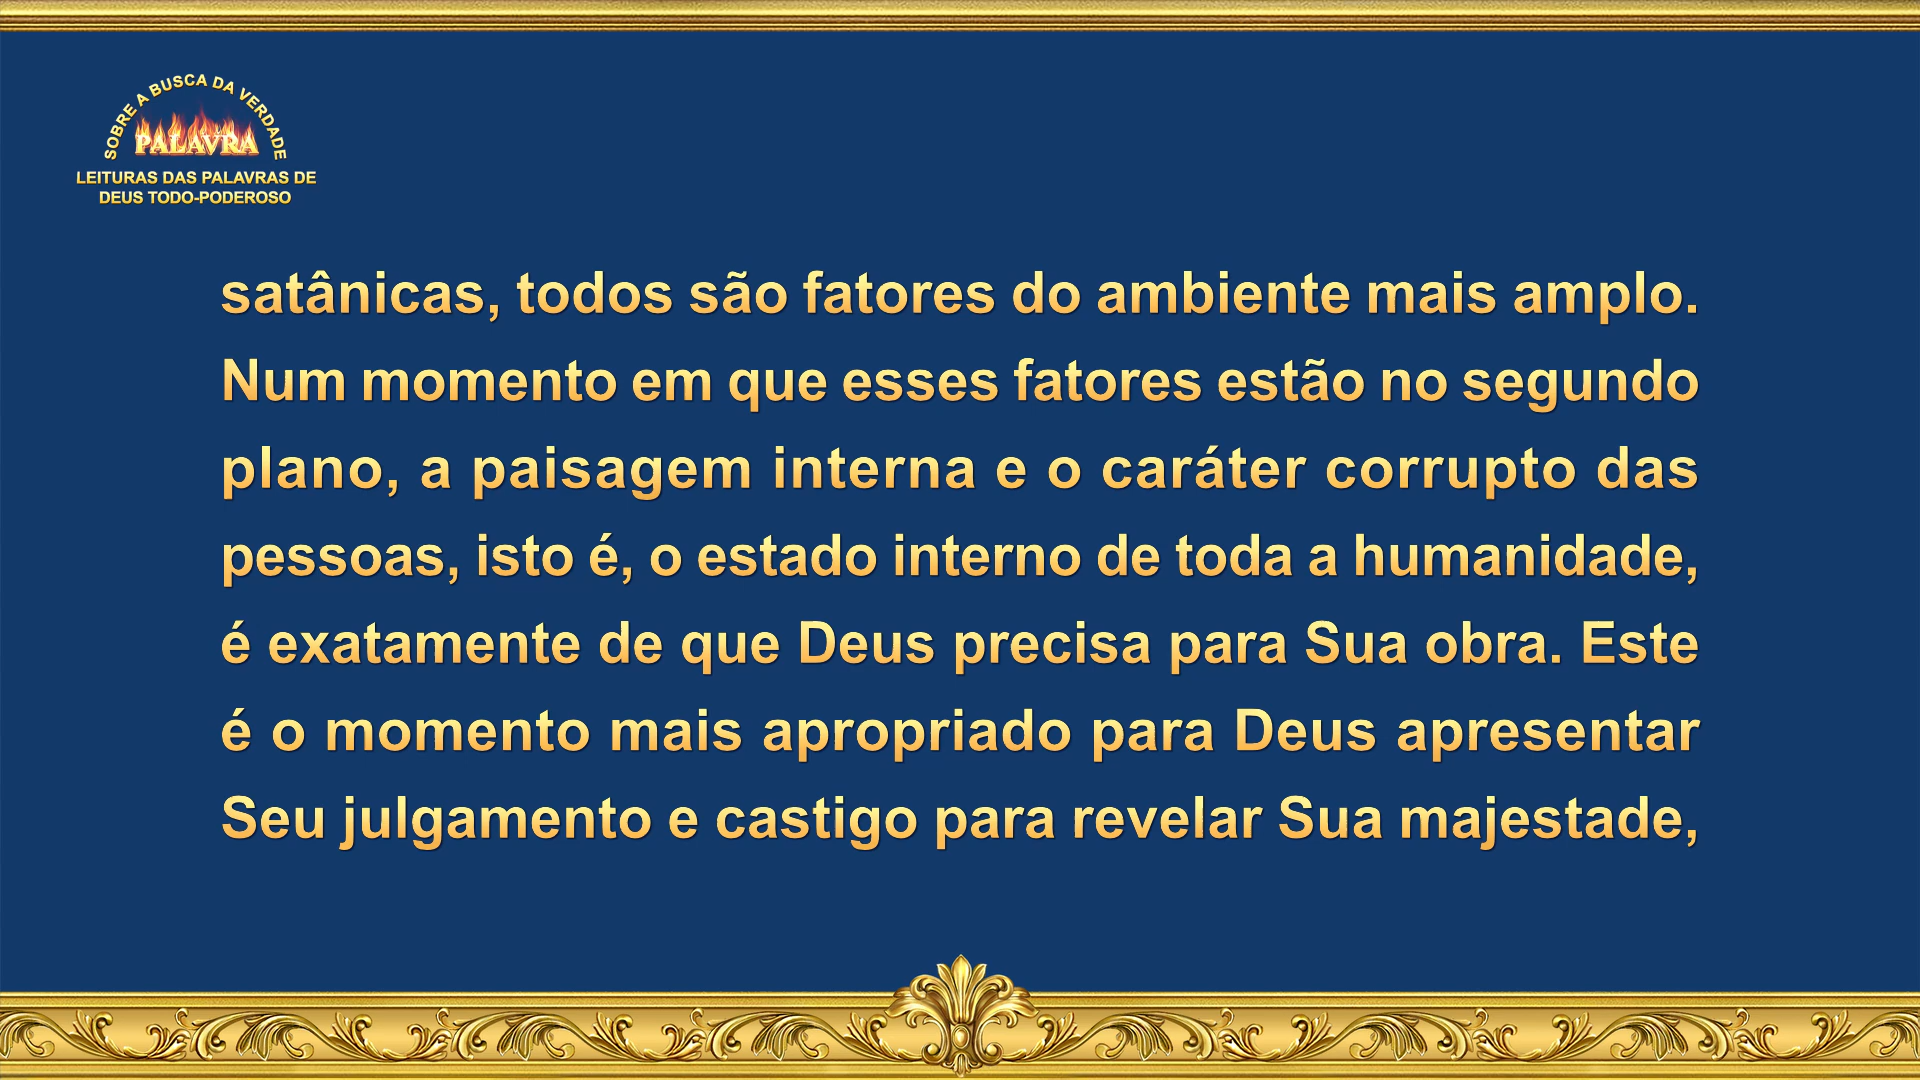 SOBRE A BUSCA DA VERDADE
PALAVRA
LEITURAS DAS PALAVRAS DE
DEUS TODO-PODEROSO
satânicas, todos são fatores do ambiente mais amplo.
Num momento em que esses fatores estão no segundo
plano, a paisagem interna e o caráter corrupto das
pessoas, isto é, o estado interno de toda a humanidade,
é exatamente de que Deus precisa para Sua obra. Este
é o momento mais apropriado para Deus apresentar
Seu julgamento e castigo para revelar Sua majestade,